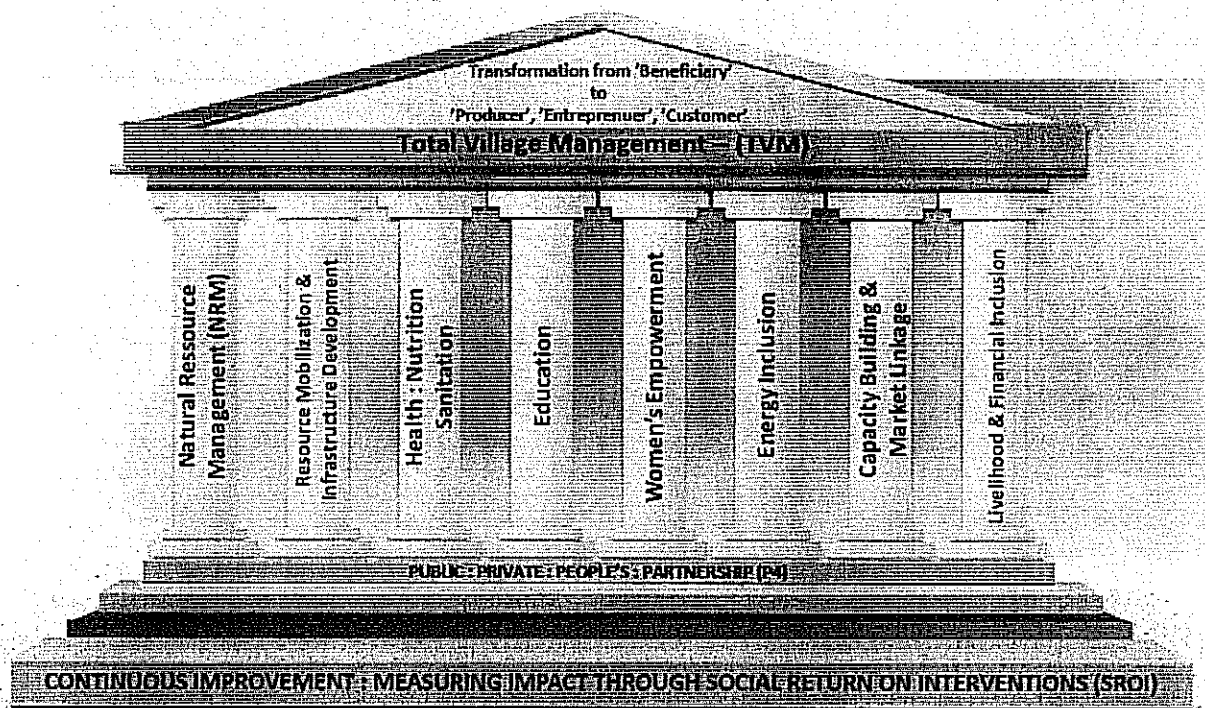 Transformation from 'Beneficiary'
to
'Producer', 'Entreprenuer', 'Customer'
Total Village Management – (TVM)
Natural Ressource
Management (NRM)
Resource Mobilization &
Infrastructure Development
Health : Nutrition
Sanitation
Education
Women's Empowerment
Energy Inclusion
Capacity Building &
Market Linkage
Livelihood & Financial Inclusion
PUBLIC : PRIVATE : PEOPLE'S : PARTNERSHIP (P4)
CONTINUOUS IMPROVEMENT : MEASURING IMPACT THROUGH SOCIAL RETURN ON INTERVENTIONS (SROI)